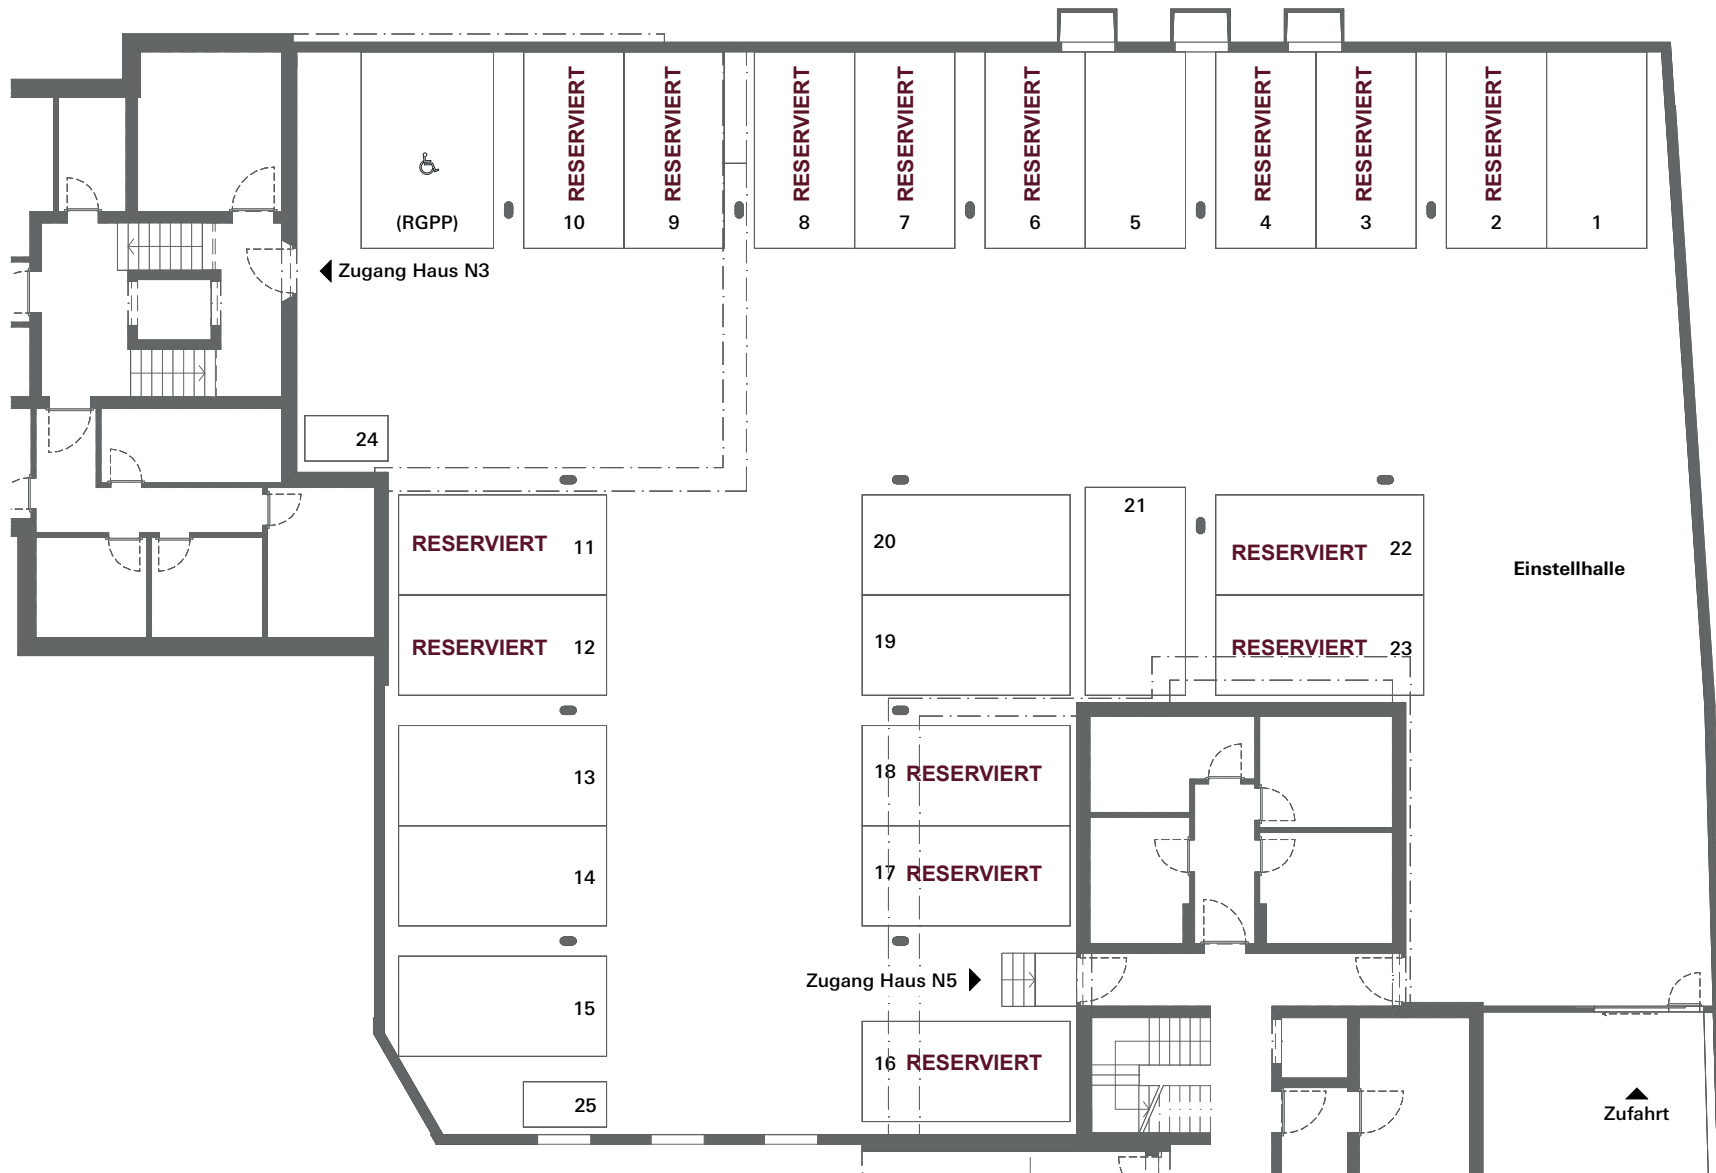 RESERVIERT
RESERVIERT
RESERVIERT
RESERVIERT
RESERVIERT
RESERVIERT
RESERVIERT
RESERVIERT
(RGPP)
10
9
8
7
6
5
4
3
2
1
Zugang Haus N3
24
21
RESERVIERT 11
20
RESERVIERT 22
Einstellhalle
RESERVIERT 12
19
RESERVIERT 23
13
18 RESERVIERT
14
17 RESERVIERT
Zugang Haus N5
15
16 RESERVIERT
25
Zufahrt